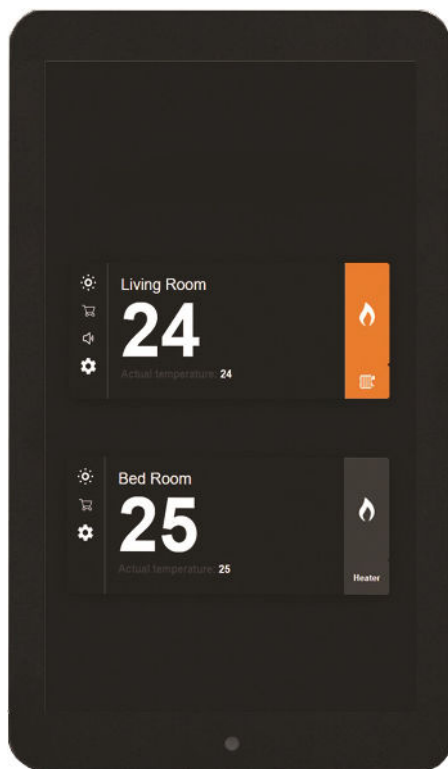 Living Room
24
Actual temperature: 24
Bed Room
25
Actual temperature: 25
Heater